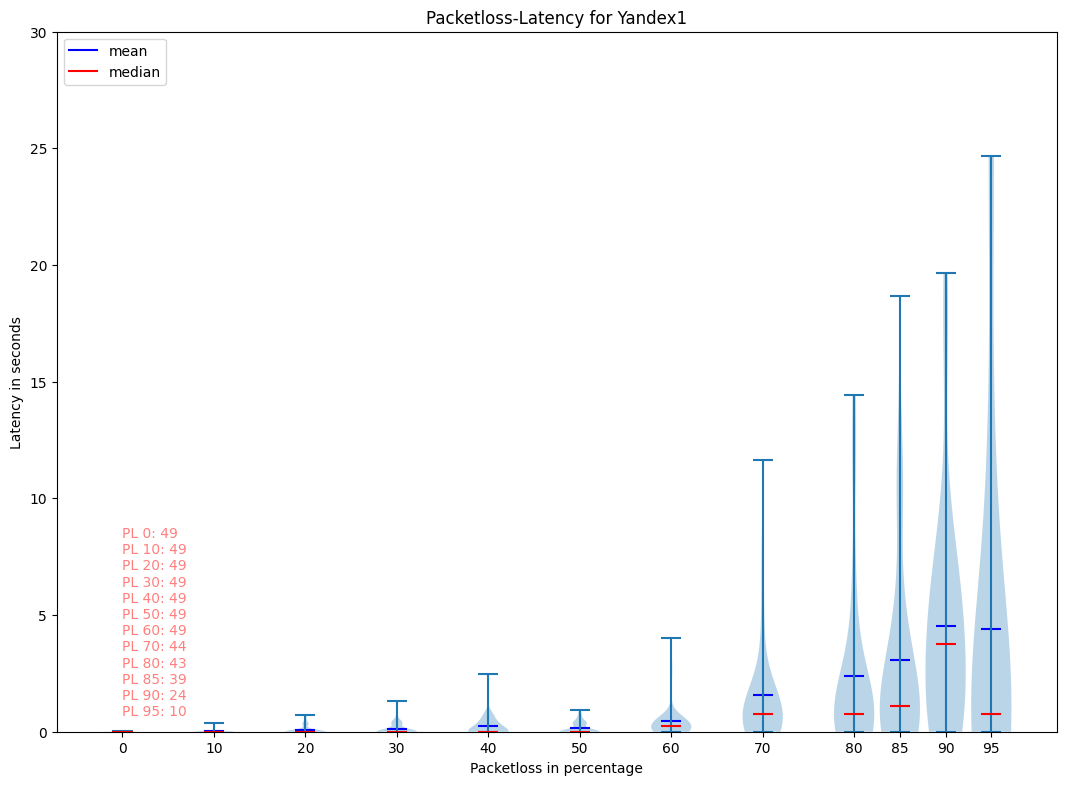 Packetloss-Latency for Yandex1
mean
median
30
25
20
15
10
5
0
Latency in seconds
PL 0: 49
PL 10: 49
PL 20: 49
PL 30: 49
PL 40: 49
PL 50: 49
PL 60: 49
PL 70: 44
PL 80: 43
PL 85: 39
PL 90: 24
PL 95: 10
0 10 20 30 40 50 60 70 80 85 90 95
Packetloss in percentage